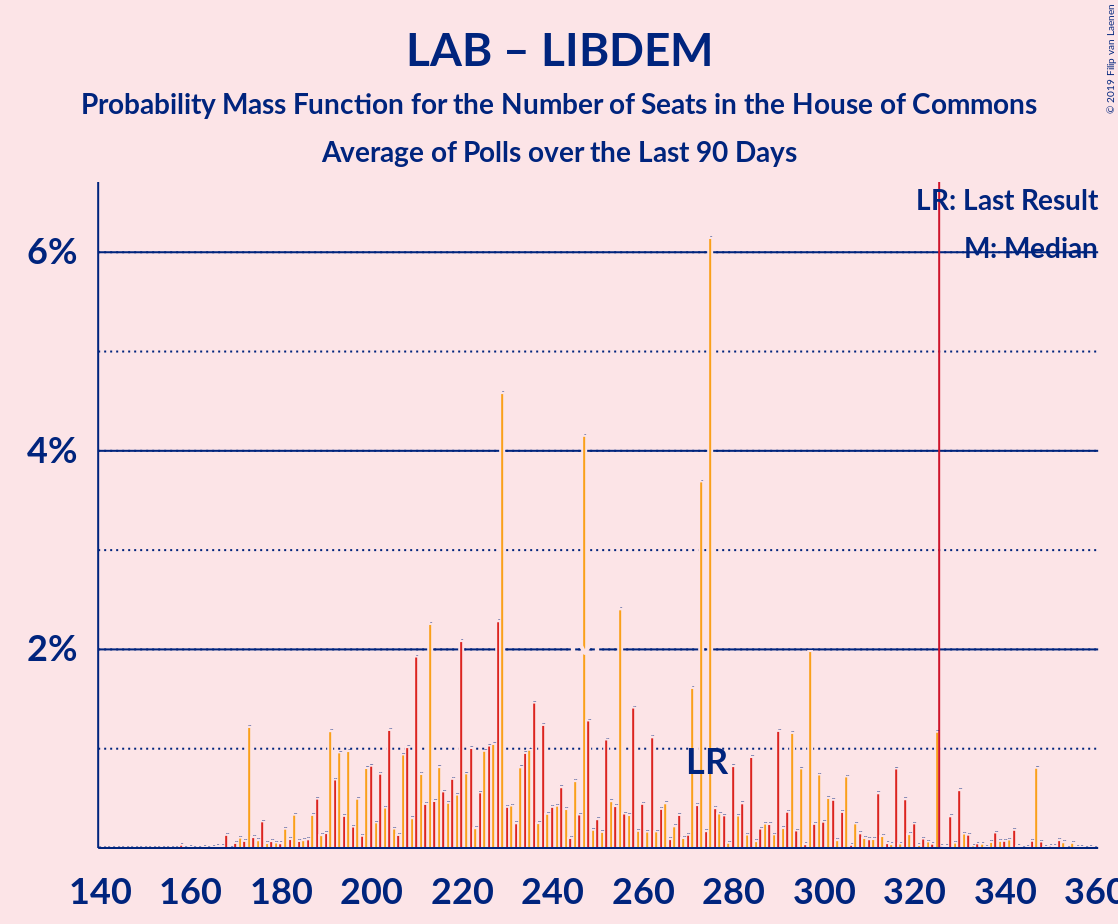 LAB – LIBDEM
Probability Mass Function for the Number of Seats in the House of Commons
Average of Polls over the Last 90 Days
© 2019 Filip van Laenen
LR: Last Result
M: Median
6%
4%
2%
LR
140 160 180 200 220 240 260 280 300 320 340 360